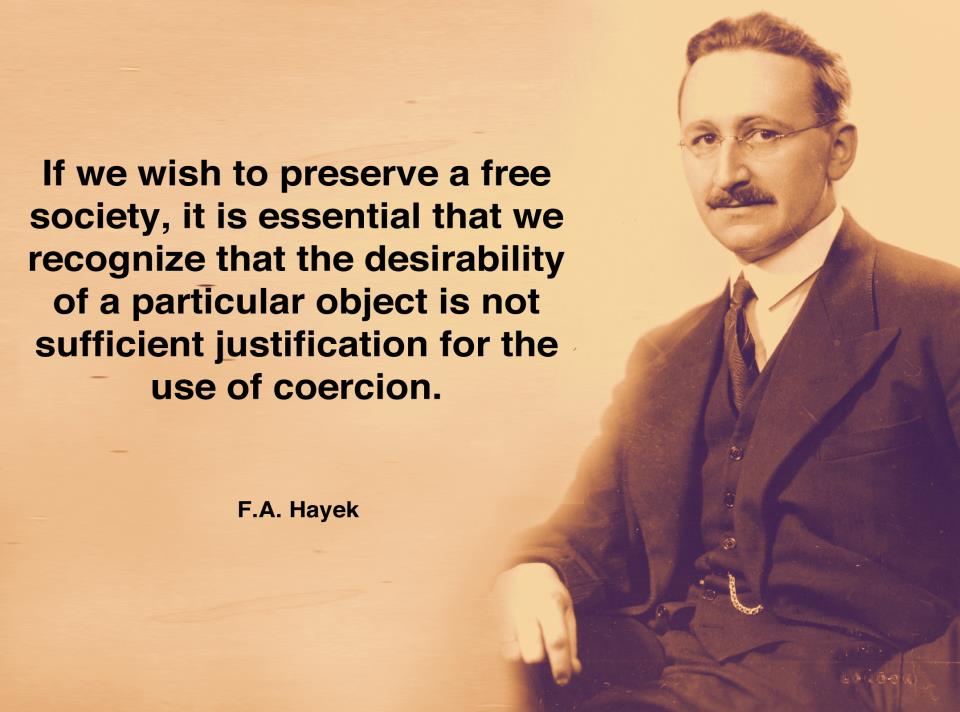 If we wish to preserve a free
society, it is essential that we
recognize that the desirability
of a particular object is not
sufficient justification for the
use of coercion.
F.A. Hayek
LONDON